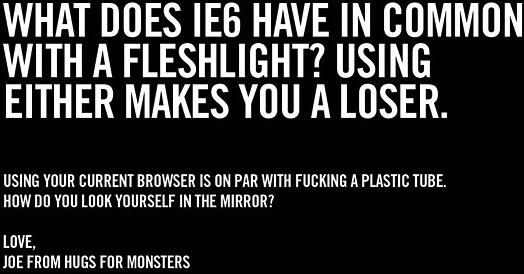 WHAT DOES IE6 HAVE IN COMMON
WITH A FLESHLIGHT? USING
EITHER MAKES YOU A LOSER.
USING YOUR CURRENT BROWSER IS ON PAR WITH FUCKING A PLASTIC TUBE.
HOW DO YOU LOOK YOURSELF IN THE MIRROR?
LOVE,
JOE FROM HUGS FOR MONSTERS